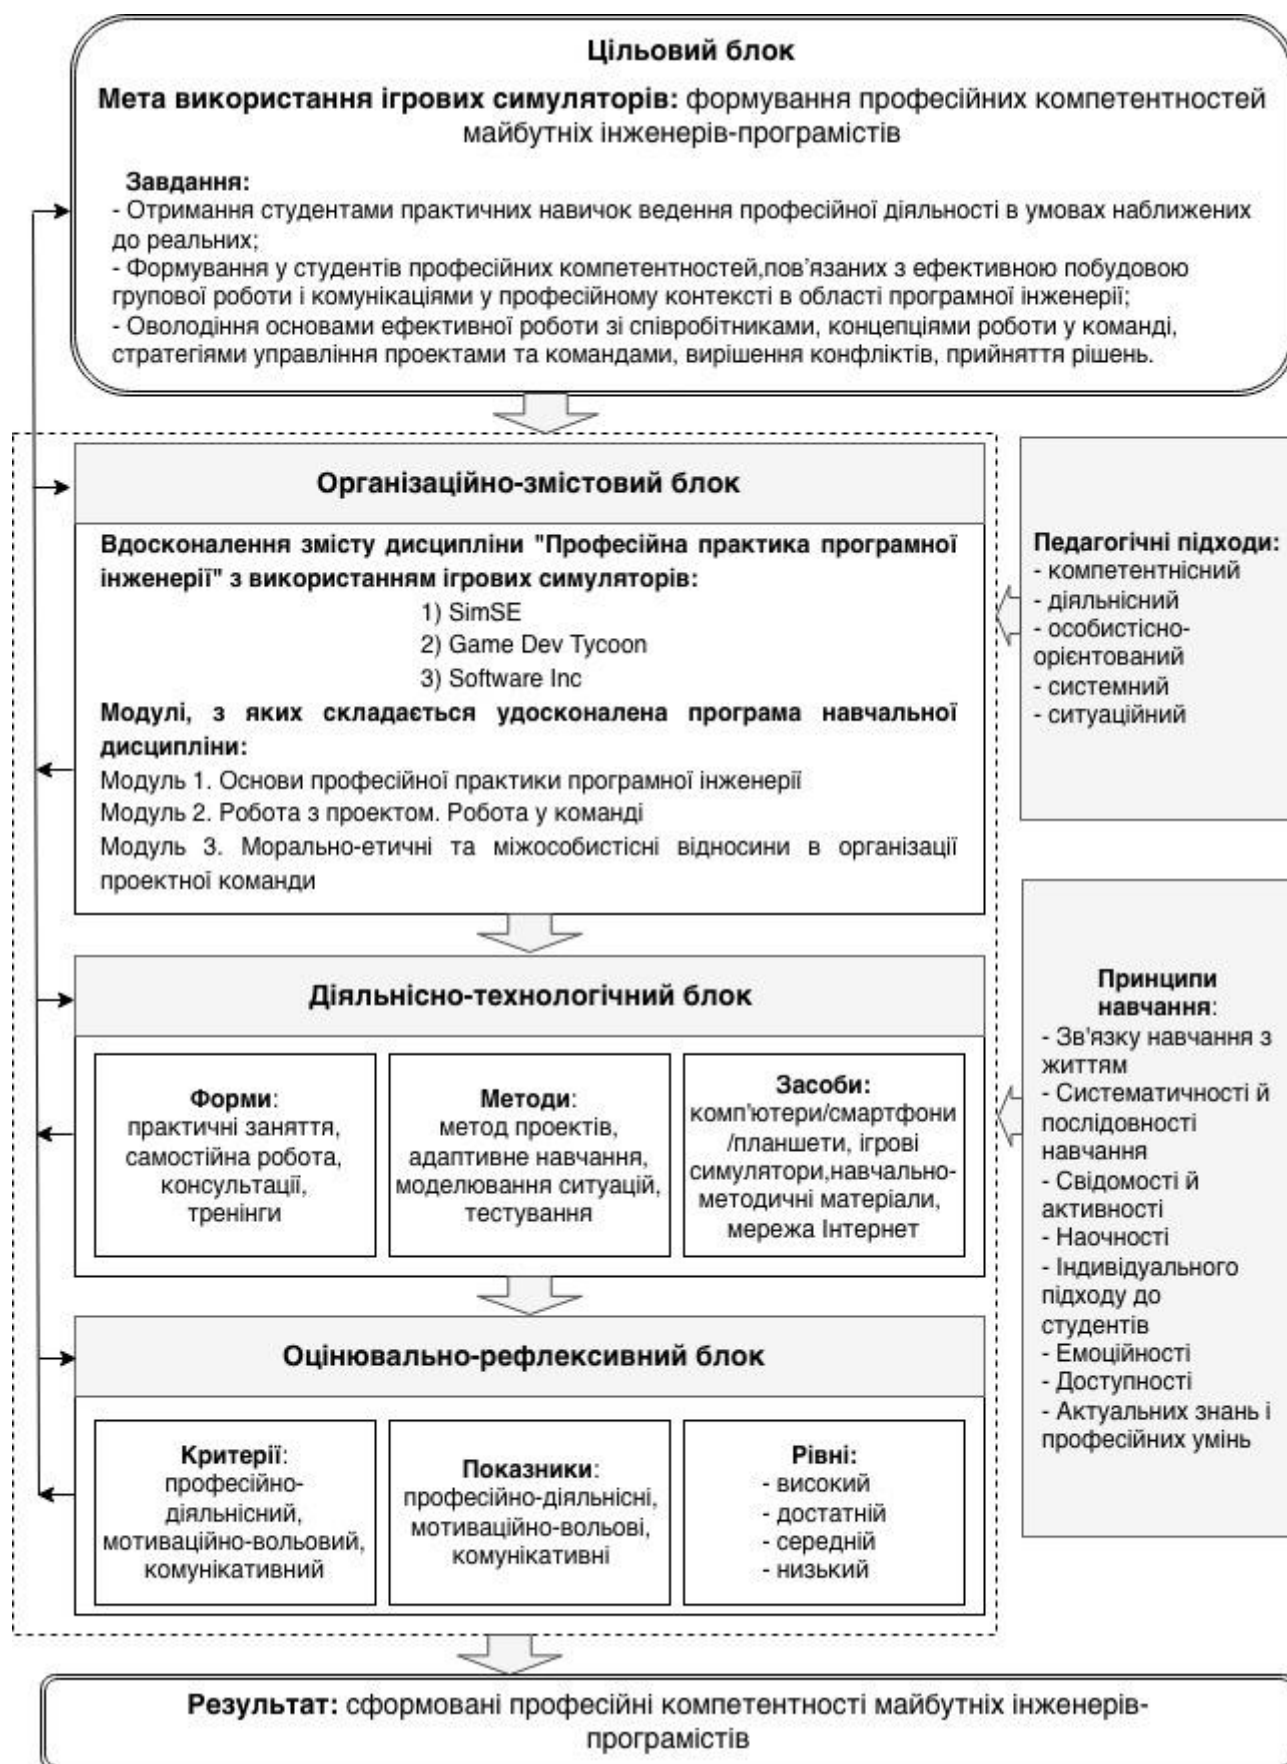 Цільовий блок
Мета використання ігрових симуляторів: формування професійних компетентностей
майбутніх інженерів-програмістів
Завдання:
- Отримання студентами практичних навичок ведення професійної діяльності в умовах наближених
до реальних;
- Формування у студентів професійних компетентностей,пов’язаних з ефективною побудовою
групової роботи і комунікаціями у професійному контексті в області програмної інженерії;
- Оволодіння основами ефективної роботи зі співробітниками, концепціями роботи у команді,
стратегіями управління проектами та командами, вирішення конфліктів, прийняття рішень.
Організаційно-змістовий блок
Вдосконалення змісту дисципліни "Професійна практика програмної
інженерії" з використанням ігрових симуляторів:
1) SimSE
2) Game Dev Tycoon
3) Software Inc
Модулі, з яких складається удосконалена програма навчальної
дисципліни:
Модуль 1. Основи професійної практики програмної інженерії
Модуль 2. Робота з проектом. Робота у команді
Модуль 3. Морально-етичні та міжособистісні відносини в організації
проектної команди
Педагогічні підходи:
- компетентнісний
- діяльнісний
- особистісно-
орієнтований
- системний
- ситуаційний
Діяльнісно-технологічний блок
Форми:
практичні заняття,
самостійна робота,
консультації,
тренінги
Методи:
метод проектів,
адаптивне навчання,
моделювання ситуацій,
тестування
Засоби:
комп'ютери/смартфони
/планшети, ігрові
симулятори,навчально-
методичні матеріали,
мережа Інтернет
Принципи
навчання:
- Зв'язку навчання з
життям
- Систематичності й
послідовності
навчання
- Свідомості й
активності
- Наочності
- Індивідуального
підходу до
студентів
- Емоційності
- Доступності
- Актуальних знань і
професійних умінь
Оцінювально-рефлексивний блок
Критерії:
професійно-
діяльнісний,
мотиваційно-вольовий,
комунікативний
Показники:
професійно-діяльнісні,
мотиваційно-вольові,
комунікативні
Рівні:
- високий
- достатній
- середній
- низький
Результат: сформовані професійні компетентності майбутніх інженерів-
програмістів